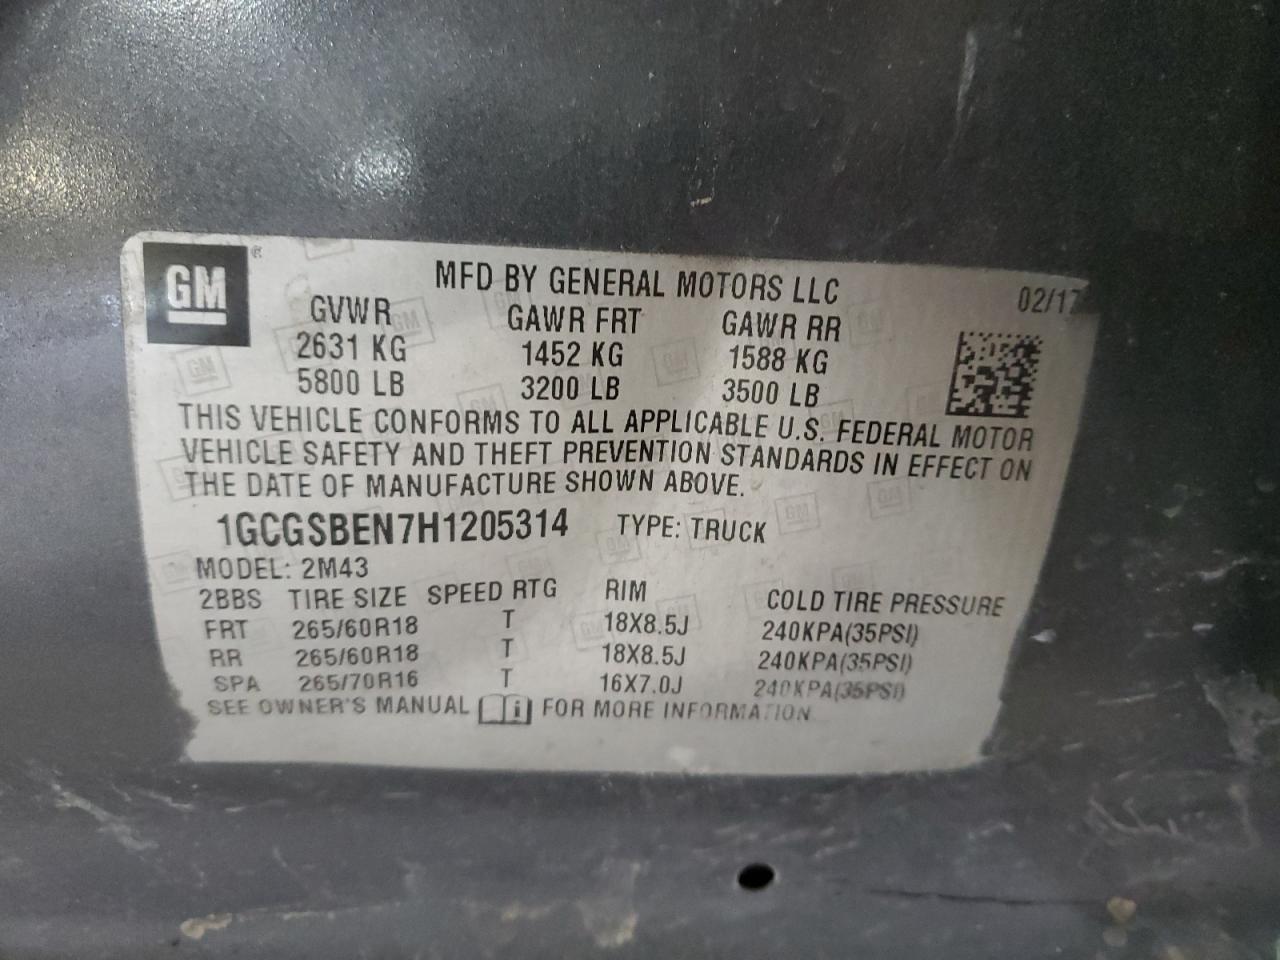 GM ®
MFD BY GENERAL MOTORS LLC 02/17
GVWR GAWR FRT GAWR RR
2631 KG 1452 KG 1588 KG
5800 LB 3200 LB 3500 LB
THIS VEHICLE CONFORMS TO ALL APPLICABLE U.S. FEDERAL MOTOR
VEHICLE SAFETY AND THEFT PREVENTION STANDARDS IN EFFECT ON
THE DATE OF MANUFACTURE SHOWN ABOVE.
1GCGSBEN7H1205314 TYPE: TRUCK
MODEL: 2M43
2BBS TIRE SIZE SPEED RTG RIM COLD TIRE PRESSURE
FRT 265/60R18 T 18X8.5J 240KPA(35PSI)
RR 265/60R18 T 18X8.5J 240KPA(35PSI)
SPA 265/70R16 T 16X7.0J 240KPA(35PSI)
SEE OWNER'S MANUAL i FOR MORE INFORMATION